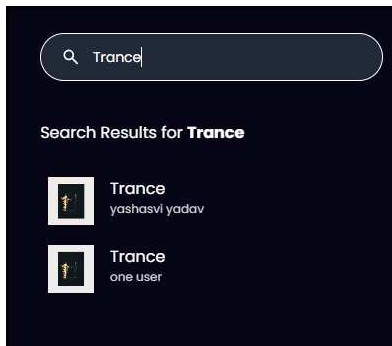 Trance
Search Results for Trance
Trance
yashasvi yadav
Trance
one user